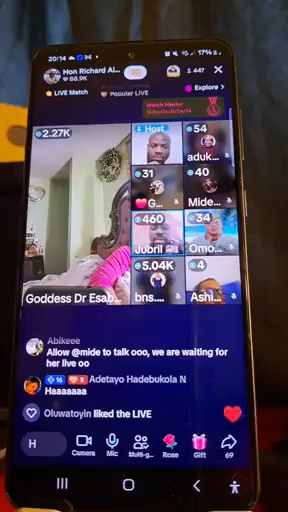 20:14
17%
Hon Richard Al...
88.9K
447
LIVE Match
Popular LIVE
Explore >
Match Master
2.27K
Host
54
aduk...
31
G...
40
Mide...
460
Jubril
34
Omo...
Goddess Dr Esab...
5.04K
bns....
4
Ashi...
Abikeee
Allow @mide to talk ooo, we are waiting for
her live oo
16 8 Adetayo Hadebukola N
Haaaaaaa
Oluwatoyin liked the LIVE
H
Camera
Mic
Multi-g...
Rose
Gift
69